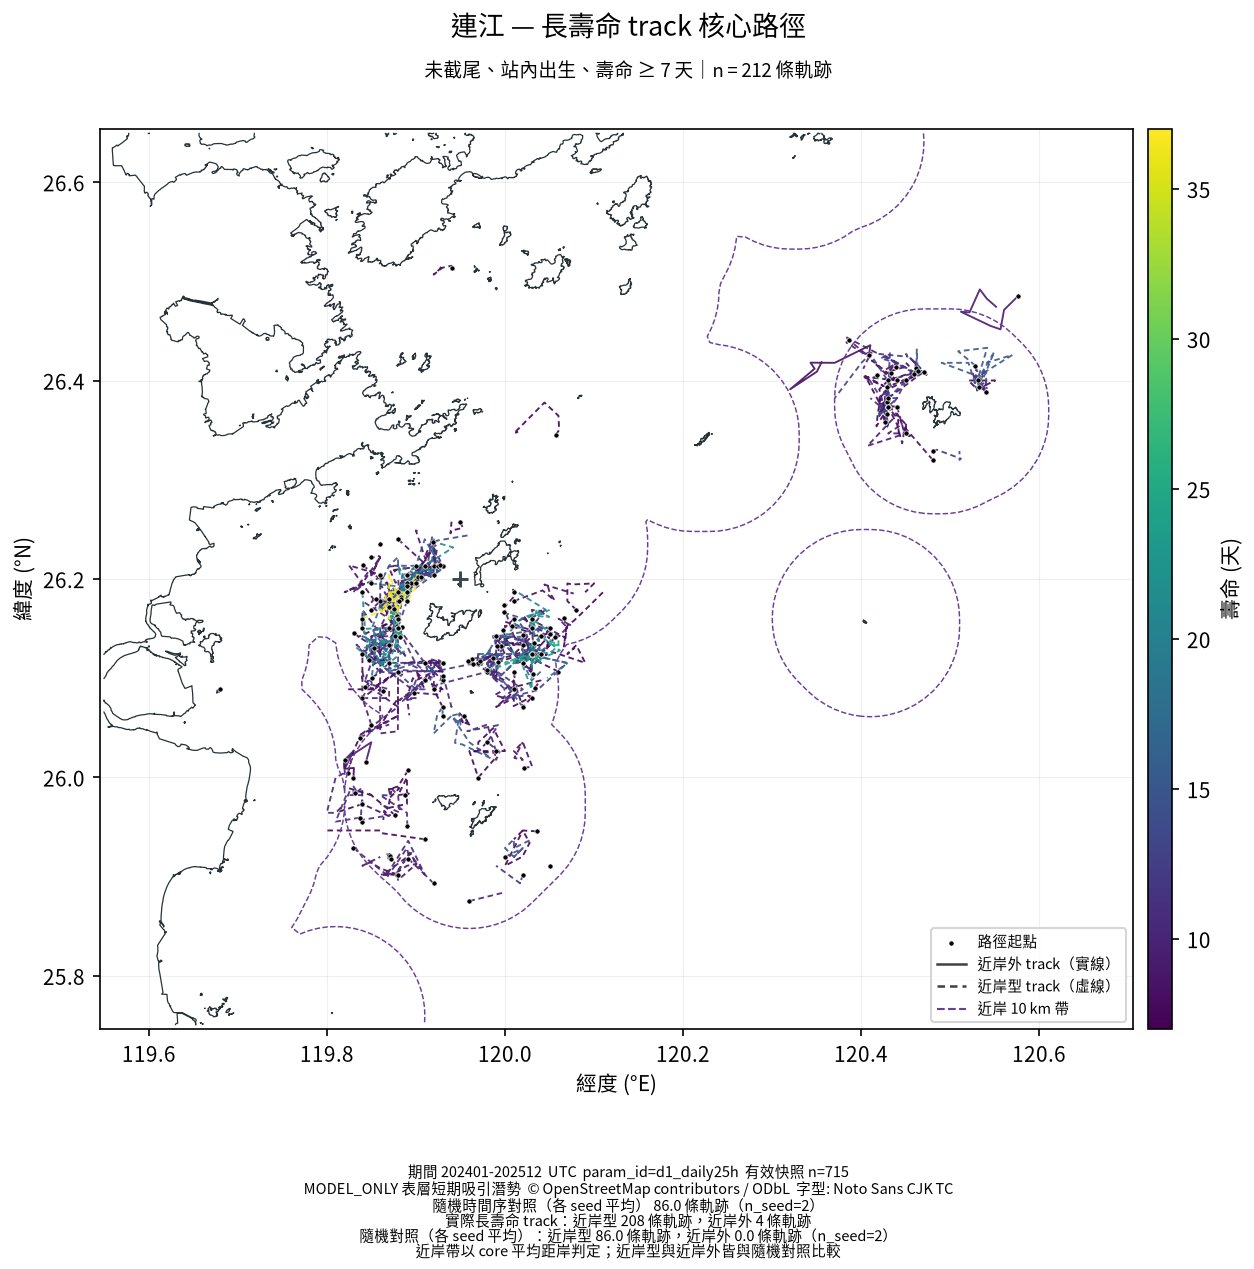 連江 — 長壽命 track 核心路徑
未截尾、站內出生、壽命 ≥ 7 天｜n = 212 條軌跡
26.6
26.4
26.2
26.0
25.8
緯度 (°N)
119.6
119.8
120.0
120.2
120.4
120.6
經度 (°E)
路徑起點
近岸外 track（實線）
近岸型 track（虛線）
近岸 10 km 帶
35
30
25
20
15
10
壽命 (天)
期間 202401-202512 UTC param_id=d1_daily25h 有效快照 n=715
MODEL_ONLY 表層短期吸引潛勢 © OpenStreetMap contributors / ODbL 字型: Noto Sans CJK TC
隨機時間序對照（各 seed 平均） 86.0 條軌跡（n_seed=2）
實際長壽命 track：近岸型 208 條軌跡，近岸外 4 條軌跡
隨機對照（各 seed 平均）：近岸型 86.0 條軌跡，近岸外 0.0 條軌跡（n_seed=2）
近岸帶以 core 平均距岸判定；近岸型與近岸外皆與隨機對照比較